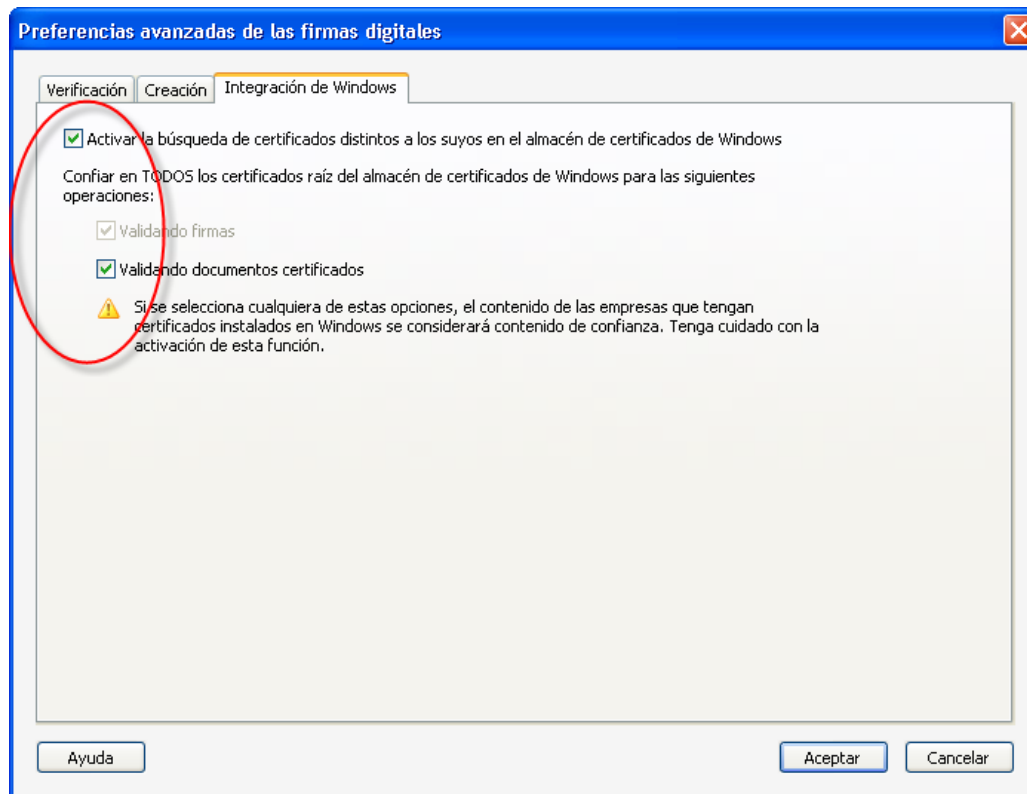 Preferencias avanzadas de las firmas digitales
Verificación Creación Integración de Windows
Activar la búsqueda de certificados distintos a los suyos en el almacén de certificados de Windows
Confiar en TODOS los certificados raíz del almacén de certificados de Windows para las siguientes
operaciones:
Validando firmas
Validando documentos certificados
Si se selecciona cualquiera de estas opciones, el contenido de las empresas que tengan
certificados instalados en Windows se considerará contenido de confianza. Tenga cuidado con la
activación de esta función.
Ayuda Aceptar Cancelar